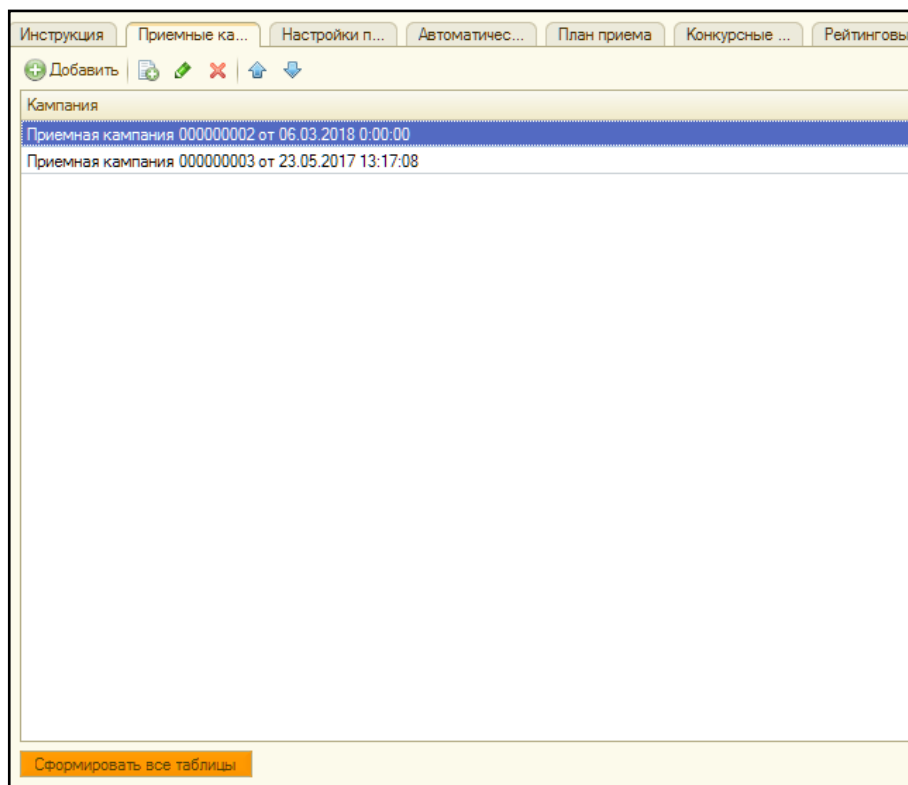 Инструкция Приемные ка... Настройки п... Автоматичес... План приема Конкурсные ... Рейтинговы
Добавить
Кампания
Приемная кампания 000000002 от 06.03.2018 0:00:00
Приемная кампания 000000003 от 23.05.2017 13:17:08
Сформировать все таблицы